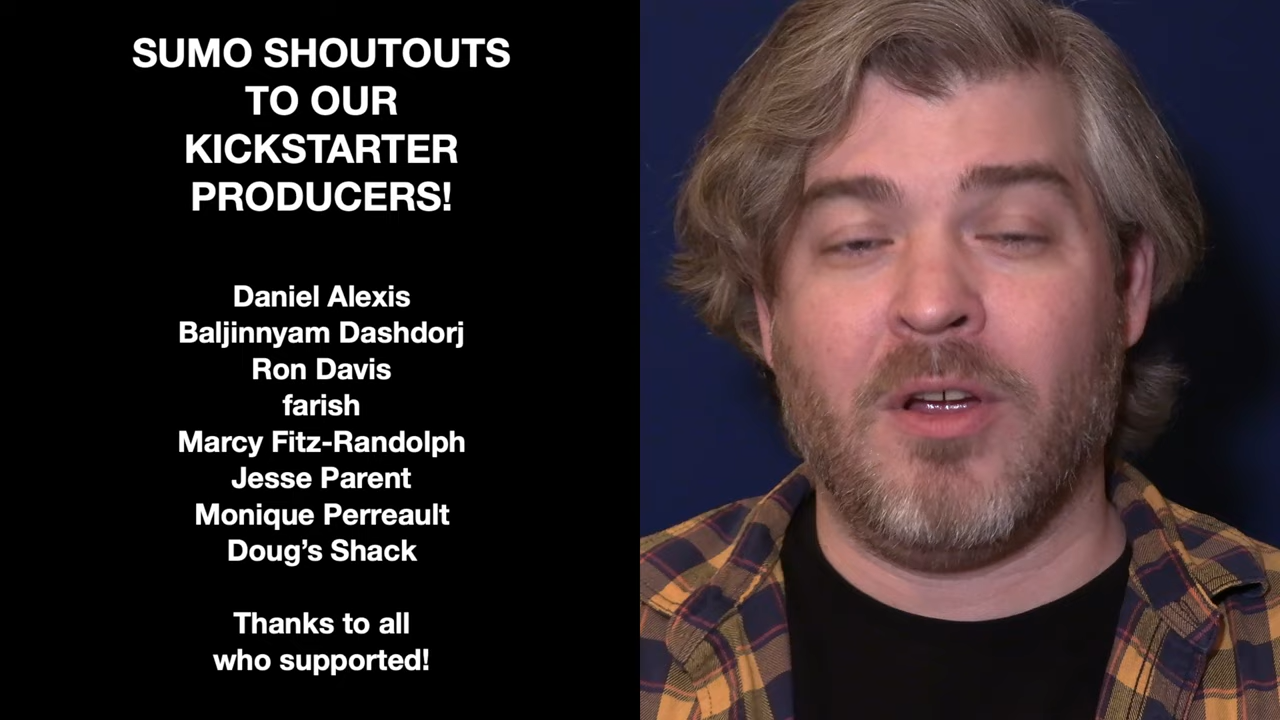 SUMO SHOUTOUTS
TO OUR
KICKSTARTER
PRODUCERS!
Daniel Alexis
Baljinnyam Dashdorj
Ron Davis
farish
Marcy Fitz-Randolph
Jesse Parent
Monique Perreault
Doug’s Shack
Thanks to all
who supported!